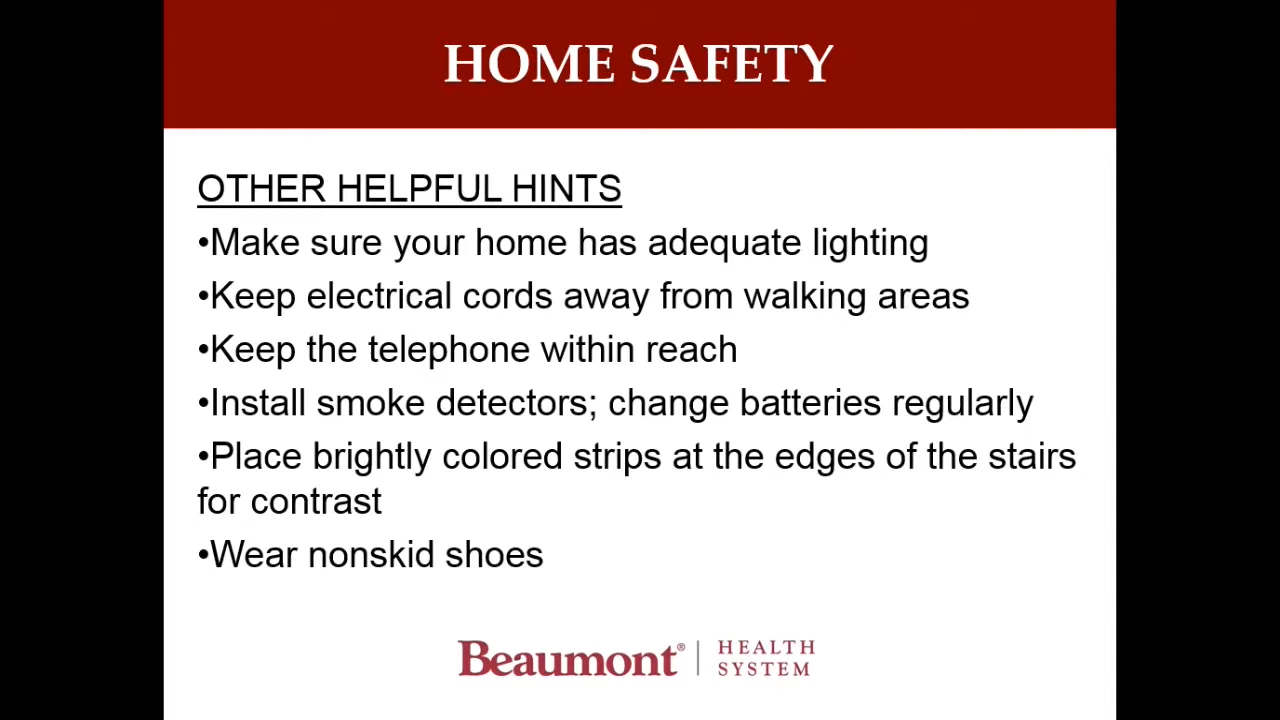 HOME SAFETY
OTHER HELPFUL HINTS
•Make sure your home has adequate lighting
•Keep electrical cords away from walking areas
•Keep the telephone within reach
•Install smoke detectors; change batteries regularly
•Place brightly colored strips at the edges of the stairs
for contrast
•Wear nonskid shoes
Beaumont® | HEALTH
SYSTEM